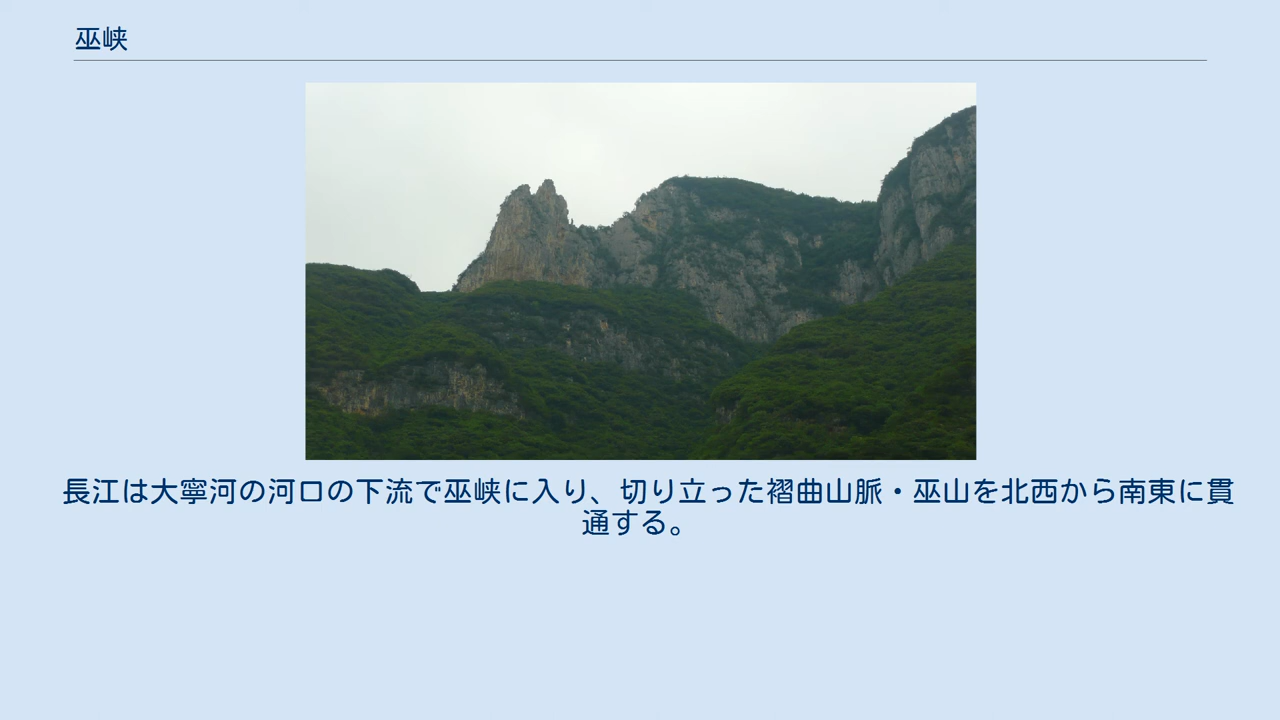 巫峡
長江は大寧河の河口の下流で巫峡に入り、切り立った褶曲山脈・巫山を北西から南東に貫
通する。